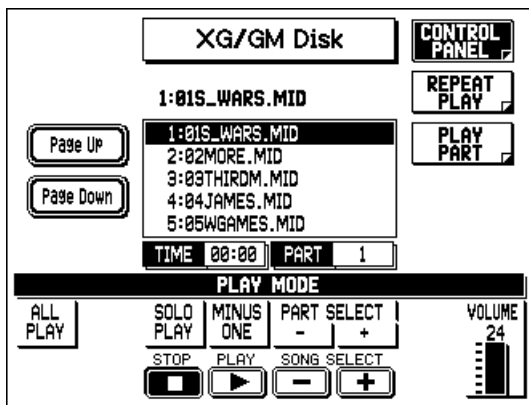 XG/GM Disk
CONTROL
PANEL
REPEAT
PLAY
PLAY
PART
1:01S_WARS.MID
Page Up
Page Down
1:01S_WARS.MID
2:02MORE.MID
3:03THIRDM.MID
4:04JAMES.MID
5:05WGAMES.MID
TIME 00:00 PART 1
PLAY MODE
ALL
PLAY
SOLO
PLAY
MINUS
ONE
PART SELECT
- +
VOLUME
24
STOP PLAY SONG SELECT
- +